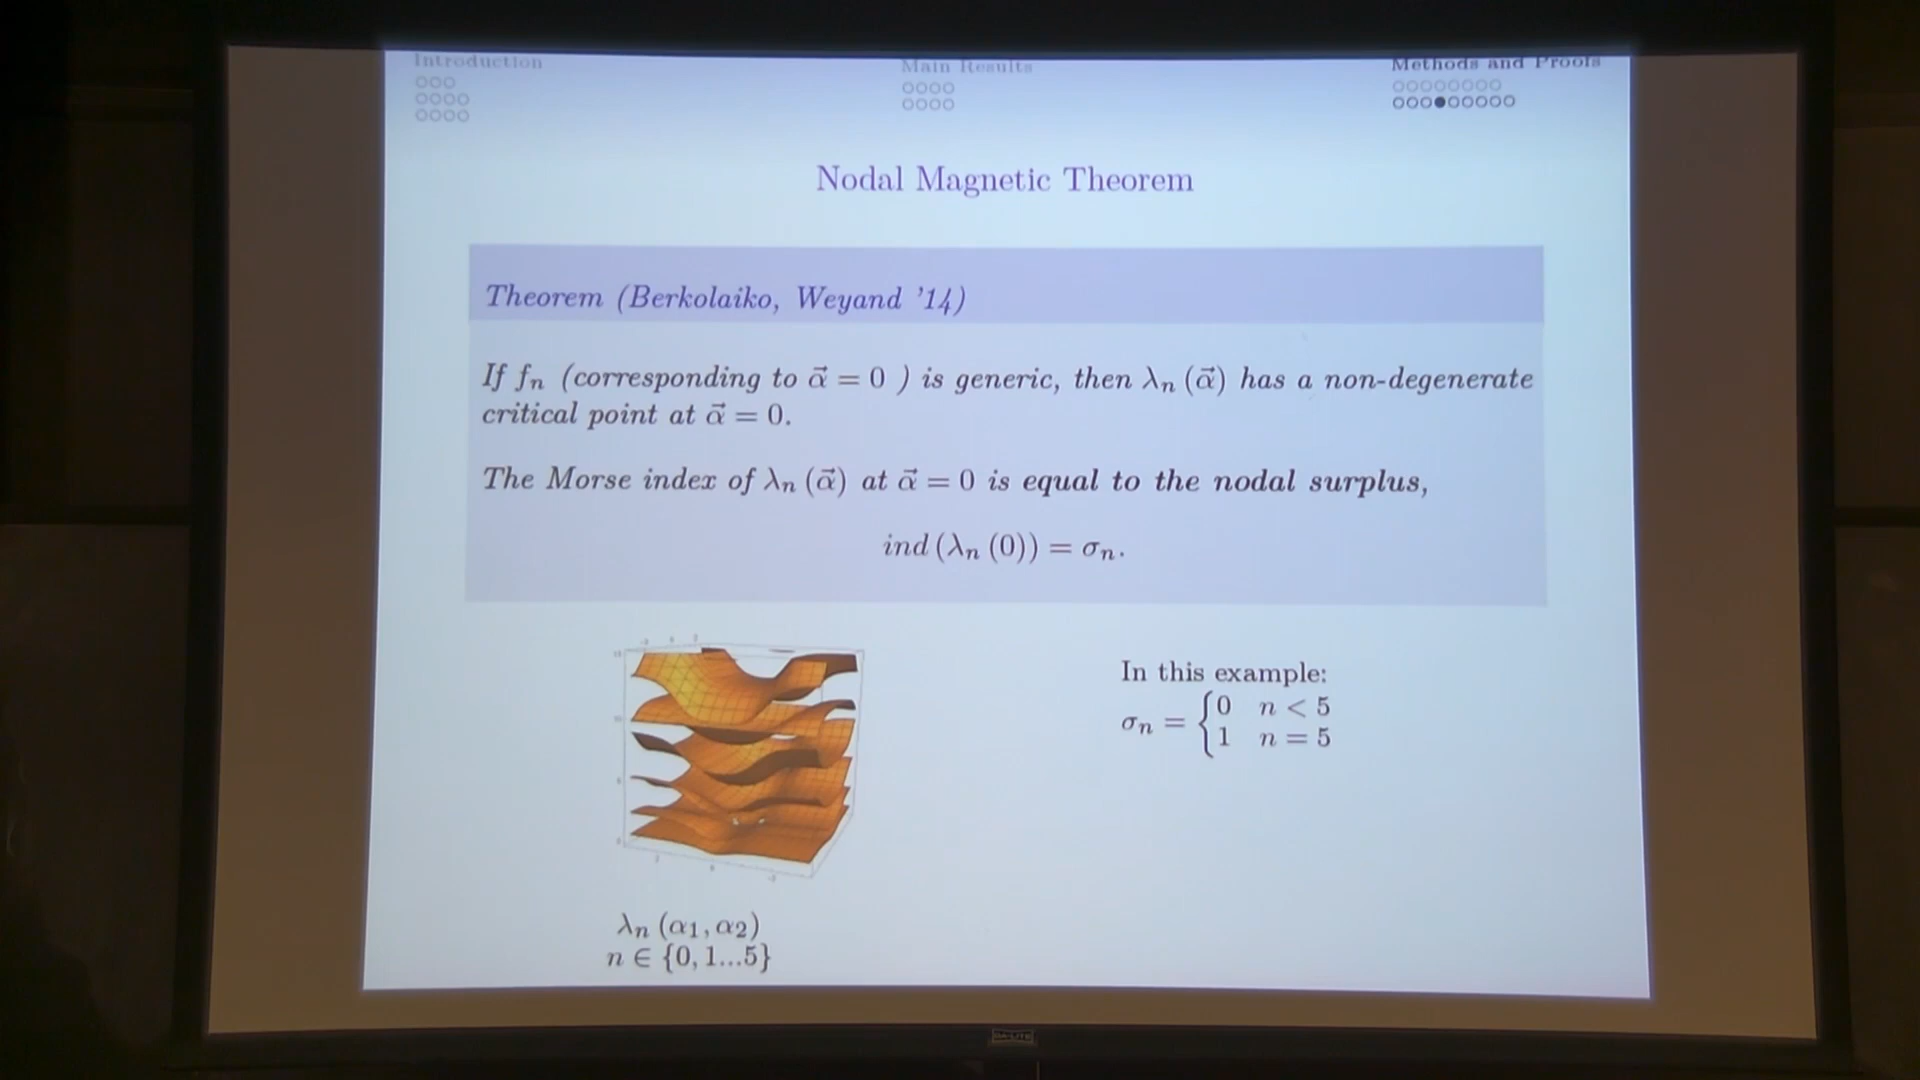 Introduction
Main Results
Methods and Proofs
Nodal Magnetic Theorem
Theorem (Berkolaiko, Weyand '14)
If fₙ (corresponding to α⃗ = 0 ) is generic, then λₙ (α⃗) has a non-degenerate
critical point at α⃗ = 0.
The Morse index of λₙ (α⃗) at α⃗ = 0 is equal to the nodal surplus,
ind (λₙ (0)) = σₙ.
In this example:
σₙ = { 0 n < 5
1 n = 5
λₙ (α₁, α₂)
n ∈ {0, 1...5}